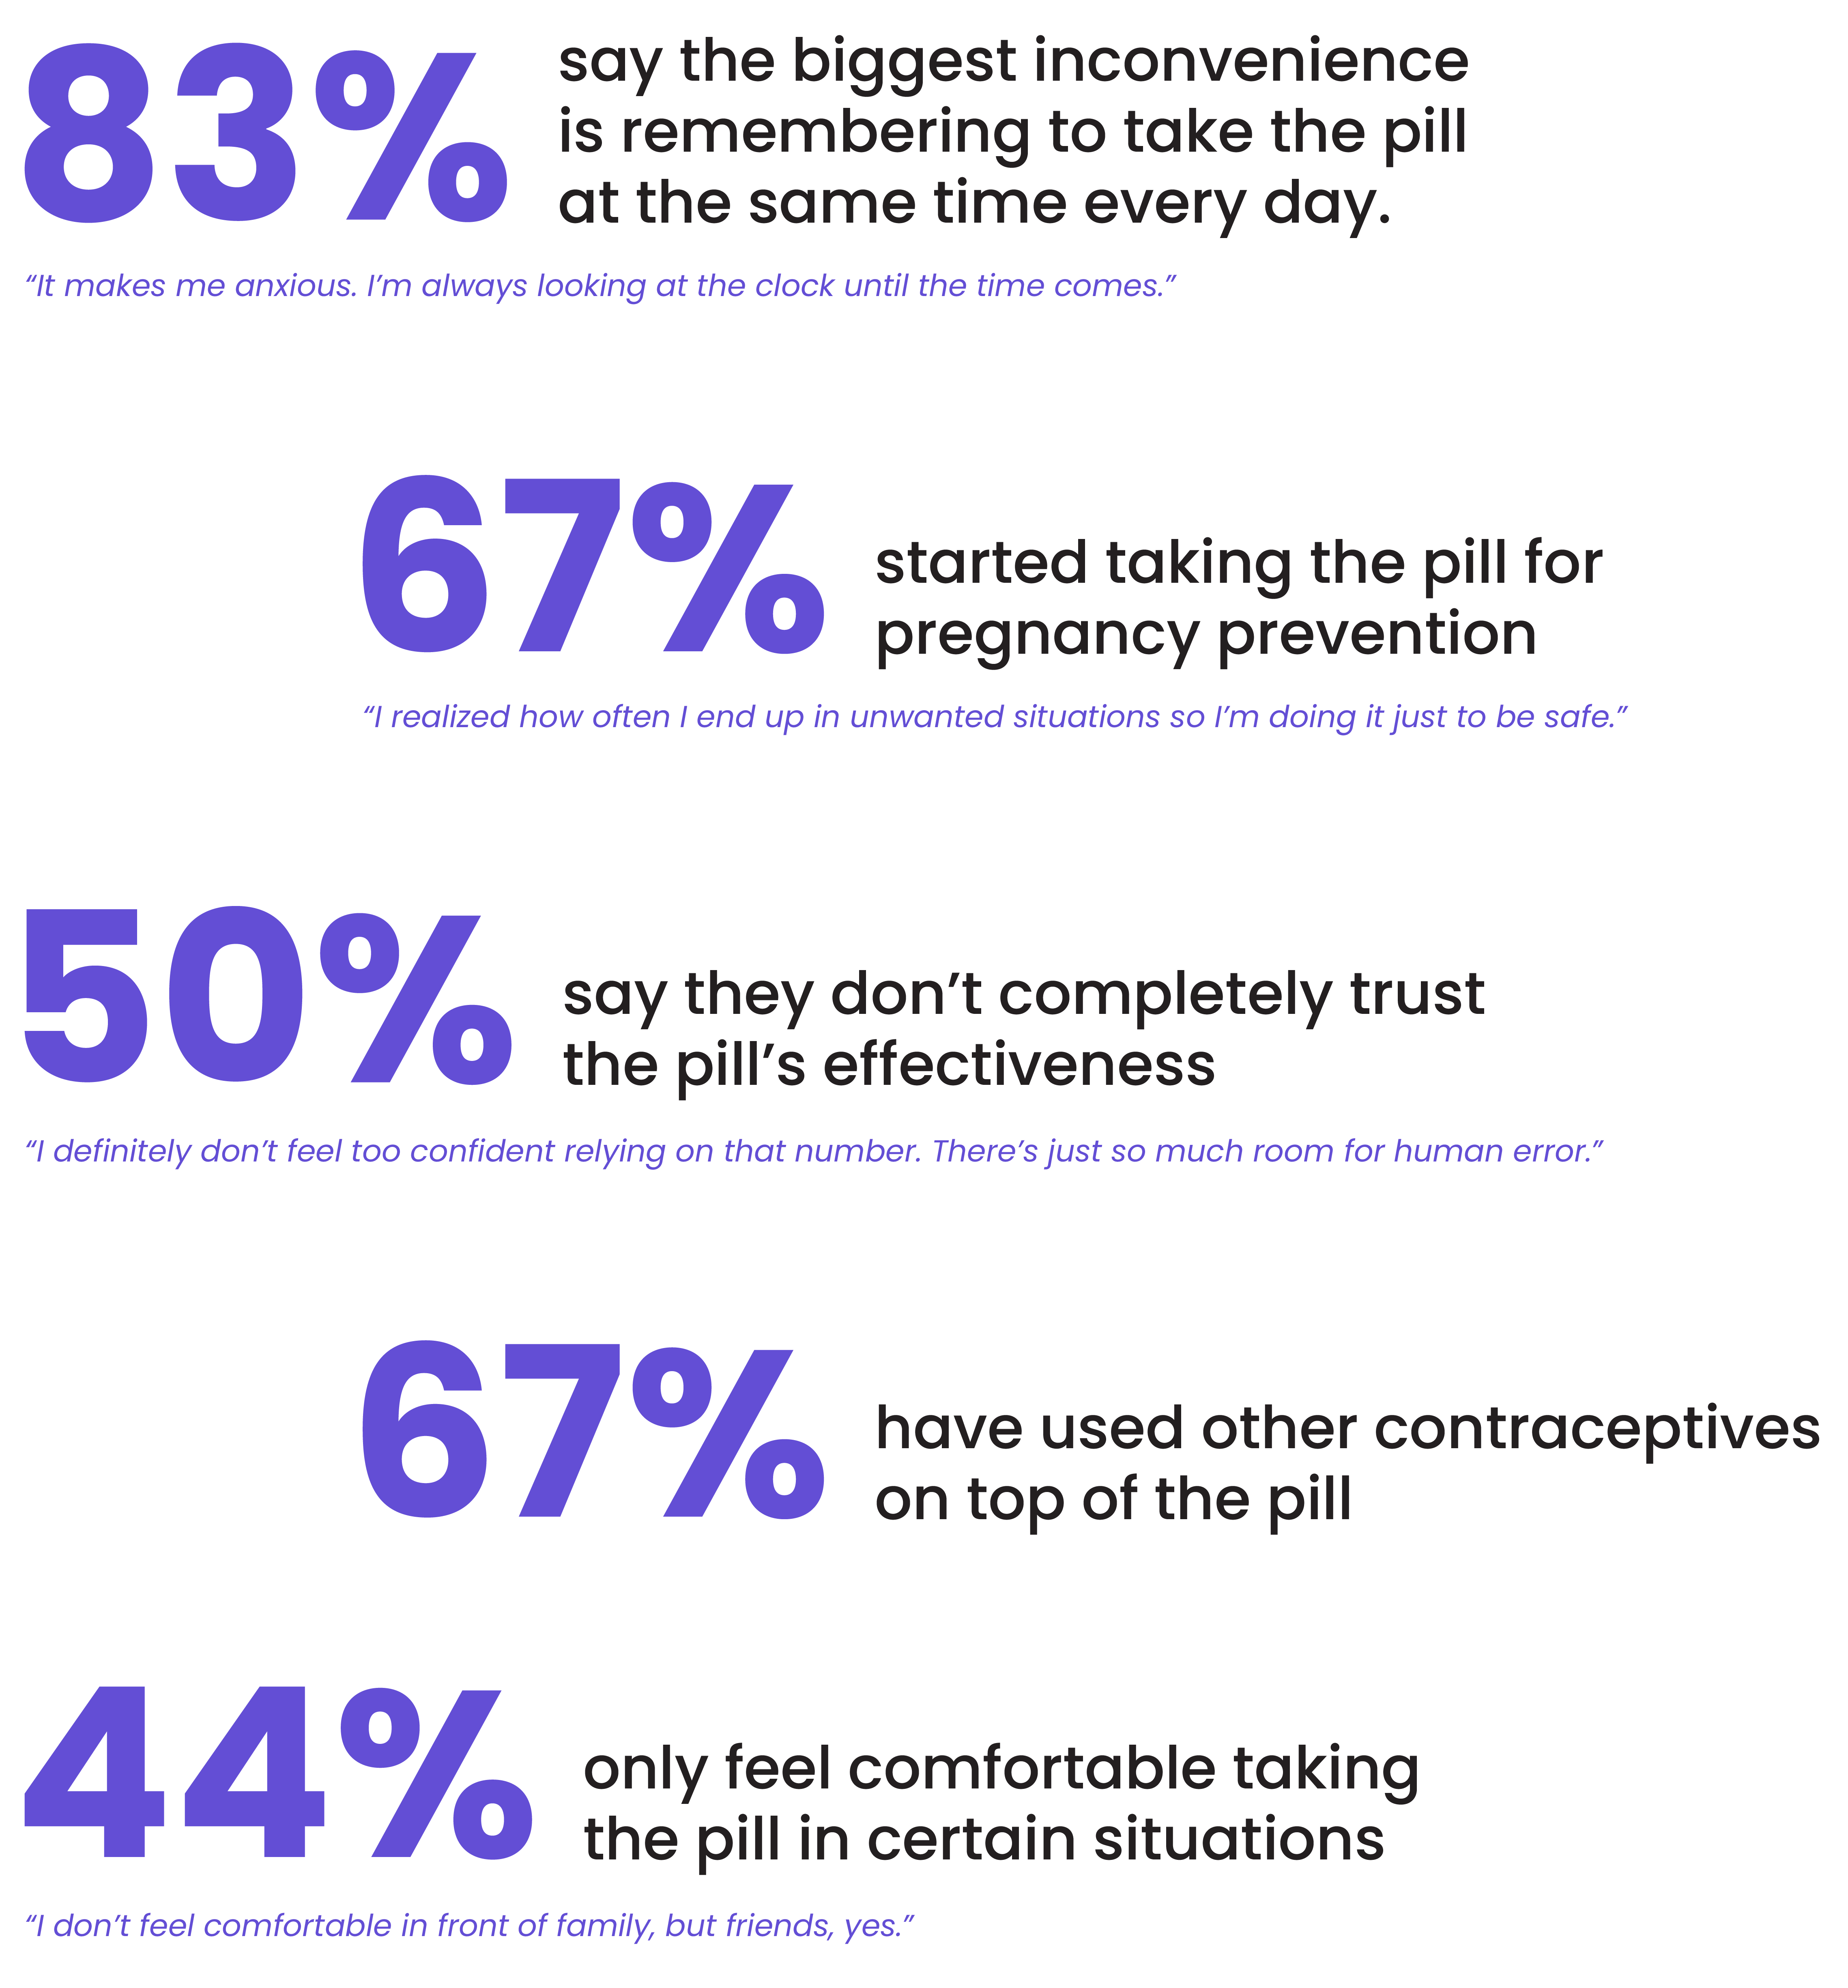 83%
say the biggest inconvenience
is remembering to take the pill
at the same time every day.
“It makes me anxious. I’m always looking at the clock until the time comes.”
67%
started taking the pill for
pregnancy prevention
“I realized how often I end up in unwanted situations so I’m doing it just to be safe.”
50%
say they don’t completely trust
the pill’s effectiveness
“I definitely don’t feel too confident relying on that number. There’s just so much room for human error.”
67%
have used other contraceptives
on top of the pill
44%
only feel comfortable taking
the pill in certain situations
“I don’t feel comfortable in front of family, but friends, yes.”